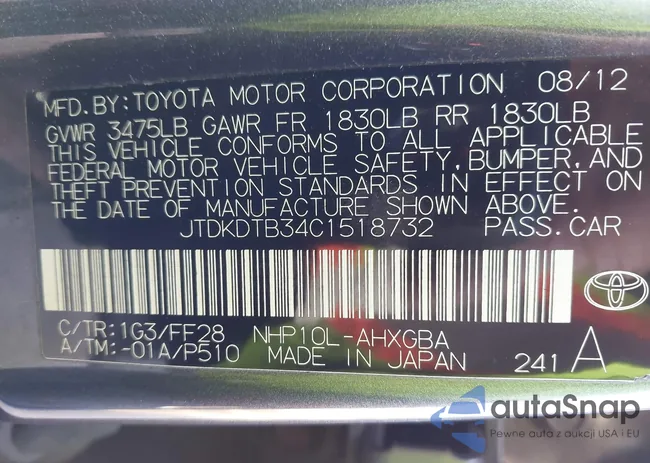 MFD. BY: TOYOTA MOTOR CORPORATION 08/12
GVWR 3475LB GAWR FR 1830LB RR 1830LB
THIS VEHICLE CONFORMS TO ALL APPLICABLE
FEDERAL MOTOR VEHICLE SAFETY, BUMPER, AND
THEFT PREVENTION STANDARDS IN EFFECT ON
THE DATE OF MANUFACTURE SHOWN ABOVE.
JTDKDTB34C1518732 PASS. CAR
C/TR: 1G3/FF28 NHP10L-AHXGBA
A/TM: -01A/P510 MADE IN JAPAN 241 A
autaSnap
Pewne auta z aukcji USA i EU